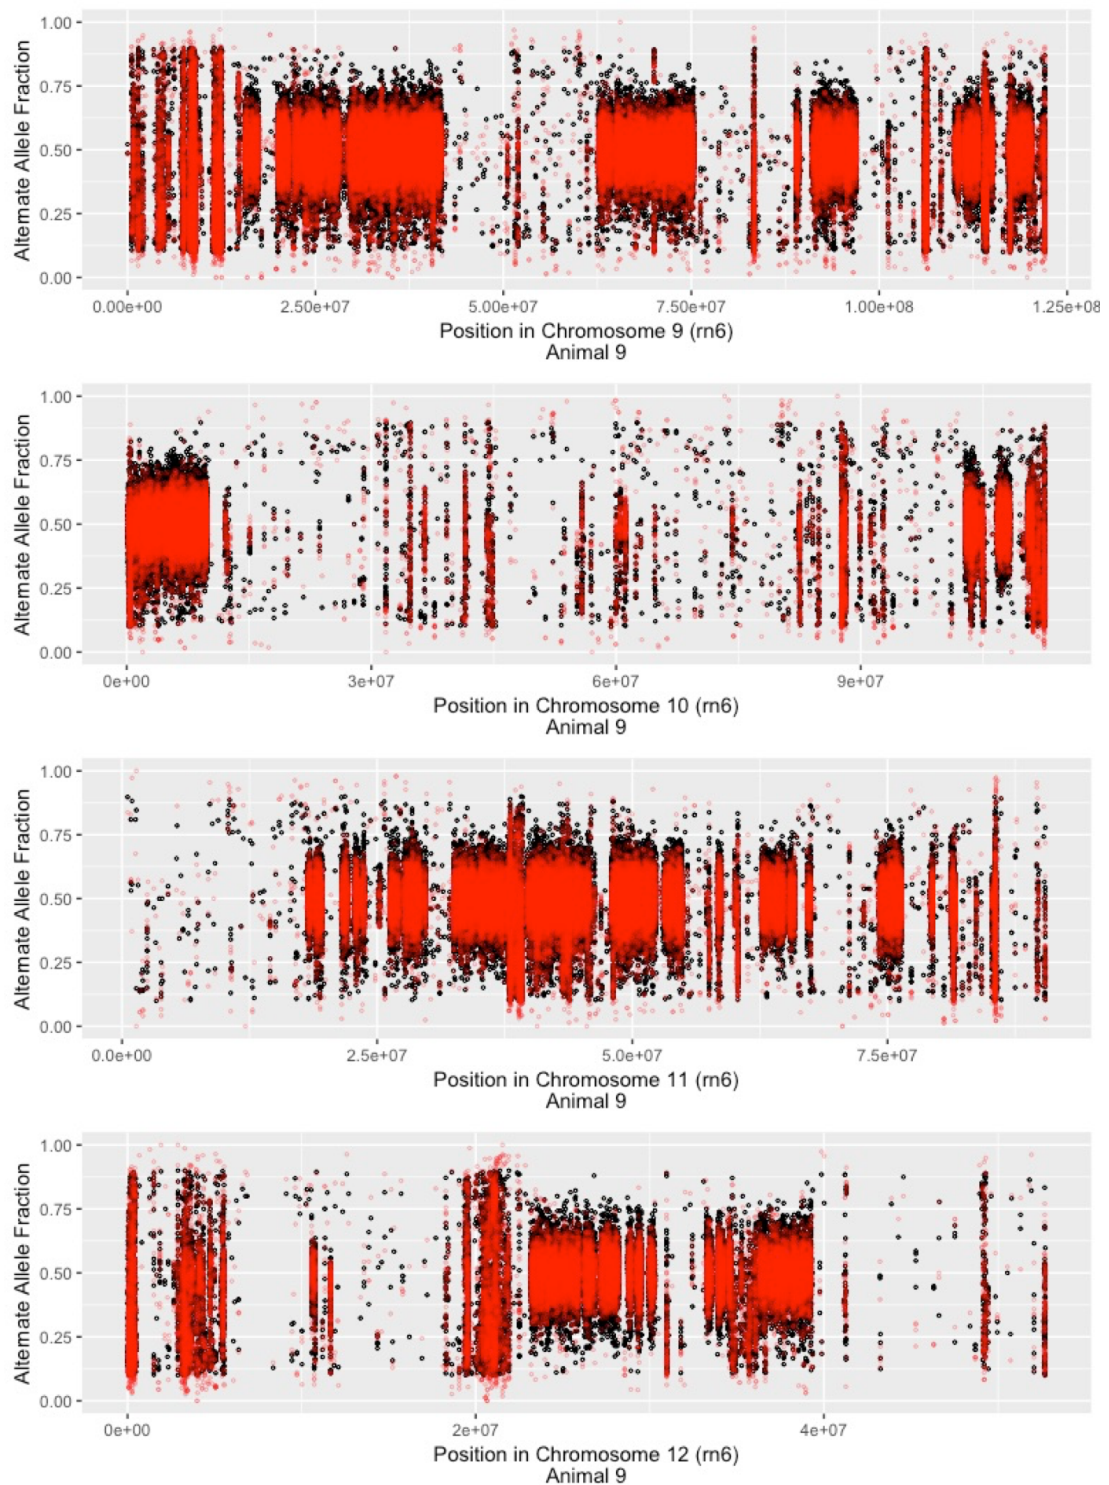 Alternate Allele Fraction
1.00
0.75
0.50
0.25
0.00
0.00e+00 2.50e+07 5.00e+07 7.50e+07 1.00e+08 1.25e+08
Position in Chromosome 9 (rn6)
Animal 9
Alternate Allele Fraction
1.00
0.75
0.50
0.25
0.00
0e+00 3e+07 6e+07 9e+07
Position in Chromosome 10 (rn6)
Animal 9
Alternate Allele Fraction
1.00
0.75
0.50
0.25
0.00
0.0e+00 2.5e+07 5.0e+07 7.5e+07
Position in Chromosome 11 (rn6)
Animal 9
Alternate Allele Fraction
1.00
0.75
0.50
0.25
0.00
0e+00 2e+07 4e+07
Position in Chromosome 12 (rn6)
Animal 9